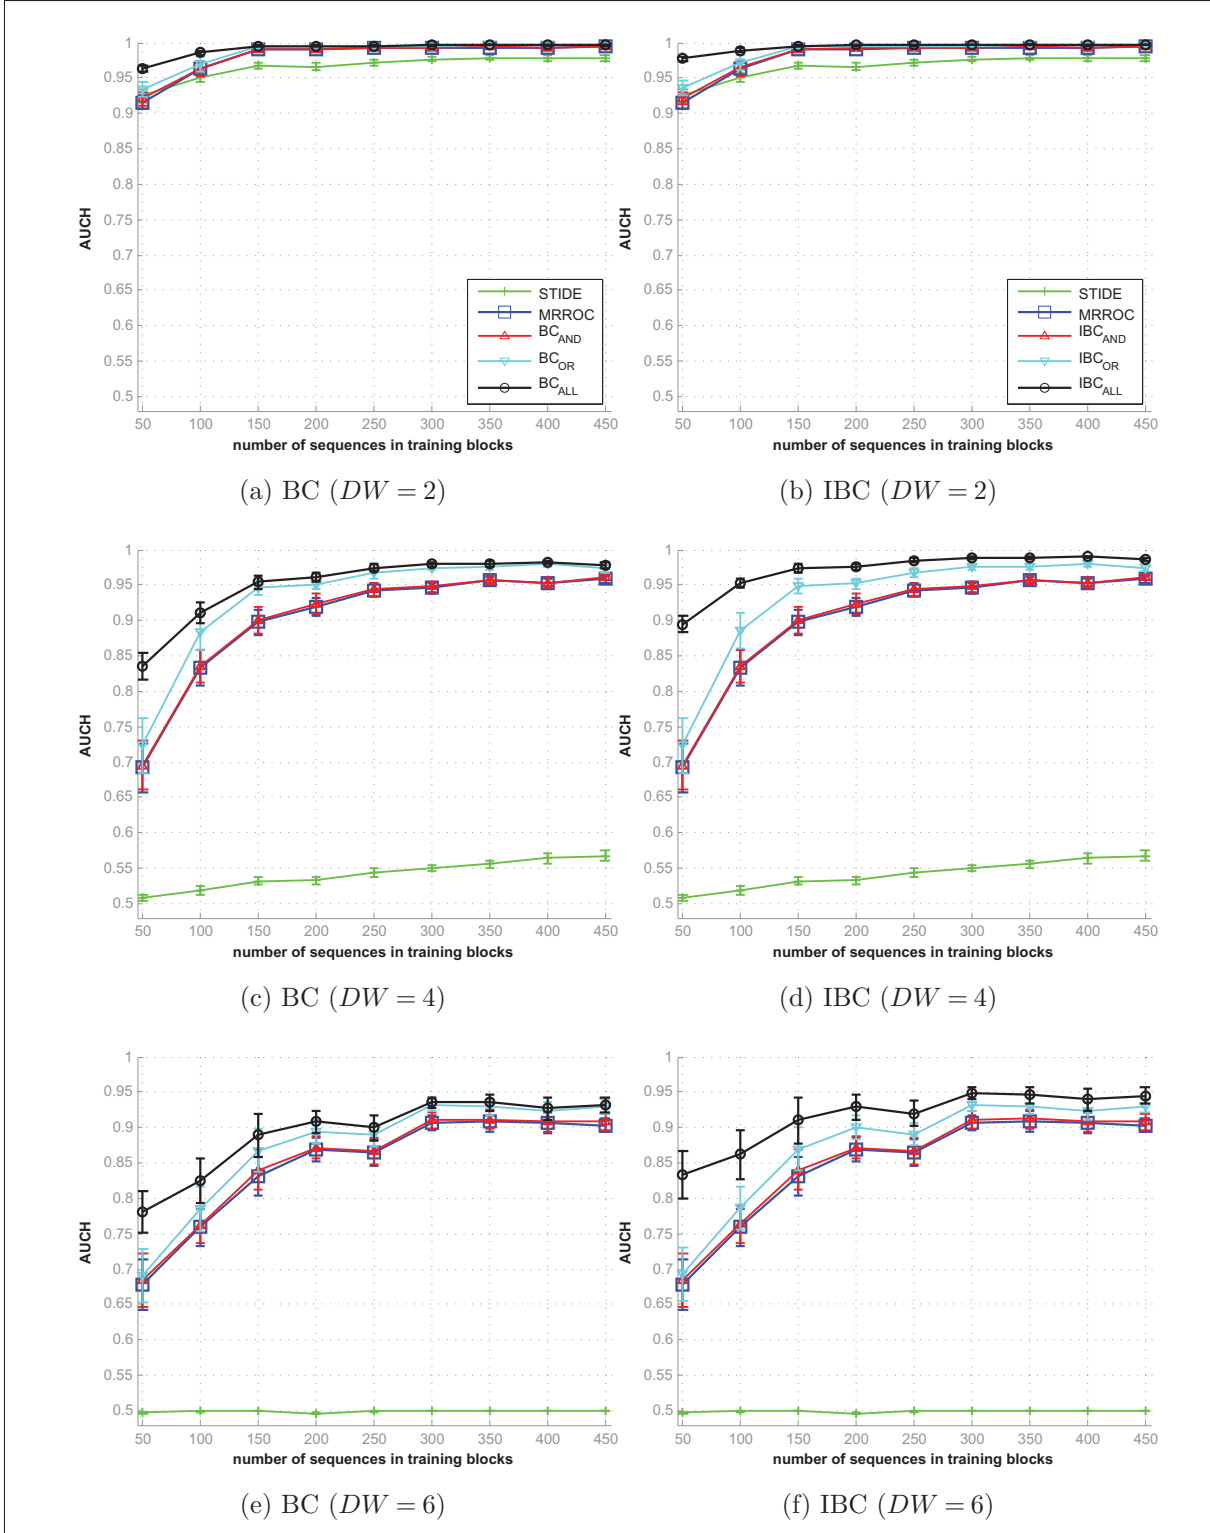 1
0.95
0.9
0.85
0.8
0.75
0.7
0.65
0.6
0.55
0.5
AUCH
50 100 150 200 250 300 350 400 450
number of sequences in training blocks
STIDE
MRROC
BC_AND
BC_OR
BC_ALL
(a) BC (DW = 2)
1
0.95
0.9
0.85
0.8
0.75
0.7
0.65
0.6
0.55
0.5
AUCH
50 100 150 200 250 300 350 400 450
number of sequences in training blocks
STIDE
MRROC
IBC_AND
IBC_OR
IBC_ALL
(b) IBC (DW = 2)
1
0.95
0.9
0.85
0.8
0.75
0.7
0.65
0.6
0.55
0.5
AUCH
50 100 150 200 250 300 350 400 450
number of sequences in training blocks
(c) BC (DW = 4)
1
0.95
0.9
0.85
0.8
0.75
0.7
0.65
0.6
0.55
0.5
AUCH
50 100 150 200 250 300 350 400 450
number of sequences in training blocks
(d) IBC (DW = 4)
1
0.95
0.9
0.85
0.8
0.75
0.7
0.65
0.6
0.55
0.5
AUCH
50 100 150 200 250 300 350 400 450
number of sequences in training blocks
(e) BC (DW = 6)
1
0.95
0.9
0.85
0.8
0.75
0.7
0.65
0.6
0.55
0.5
AUCH
50 100 150 200 250 300 350 400 450
number of sequences in training blocks
(f) IBC (DW = 6)